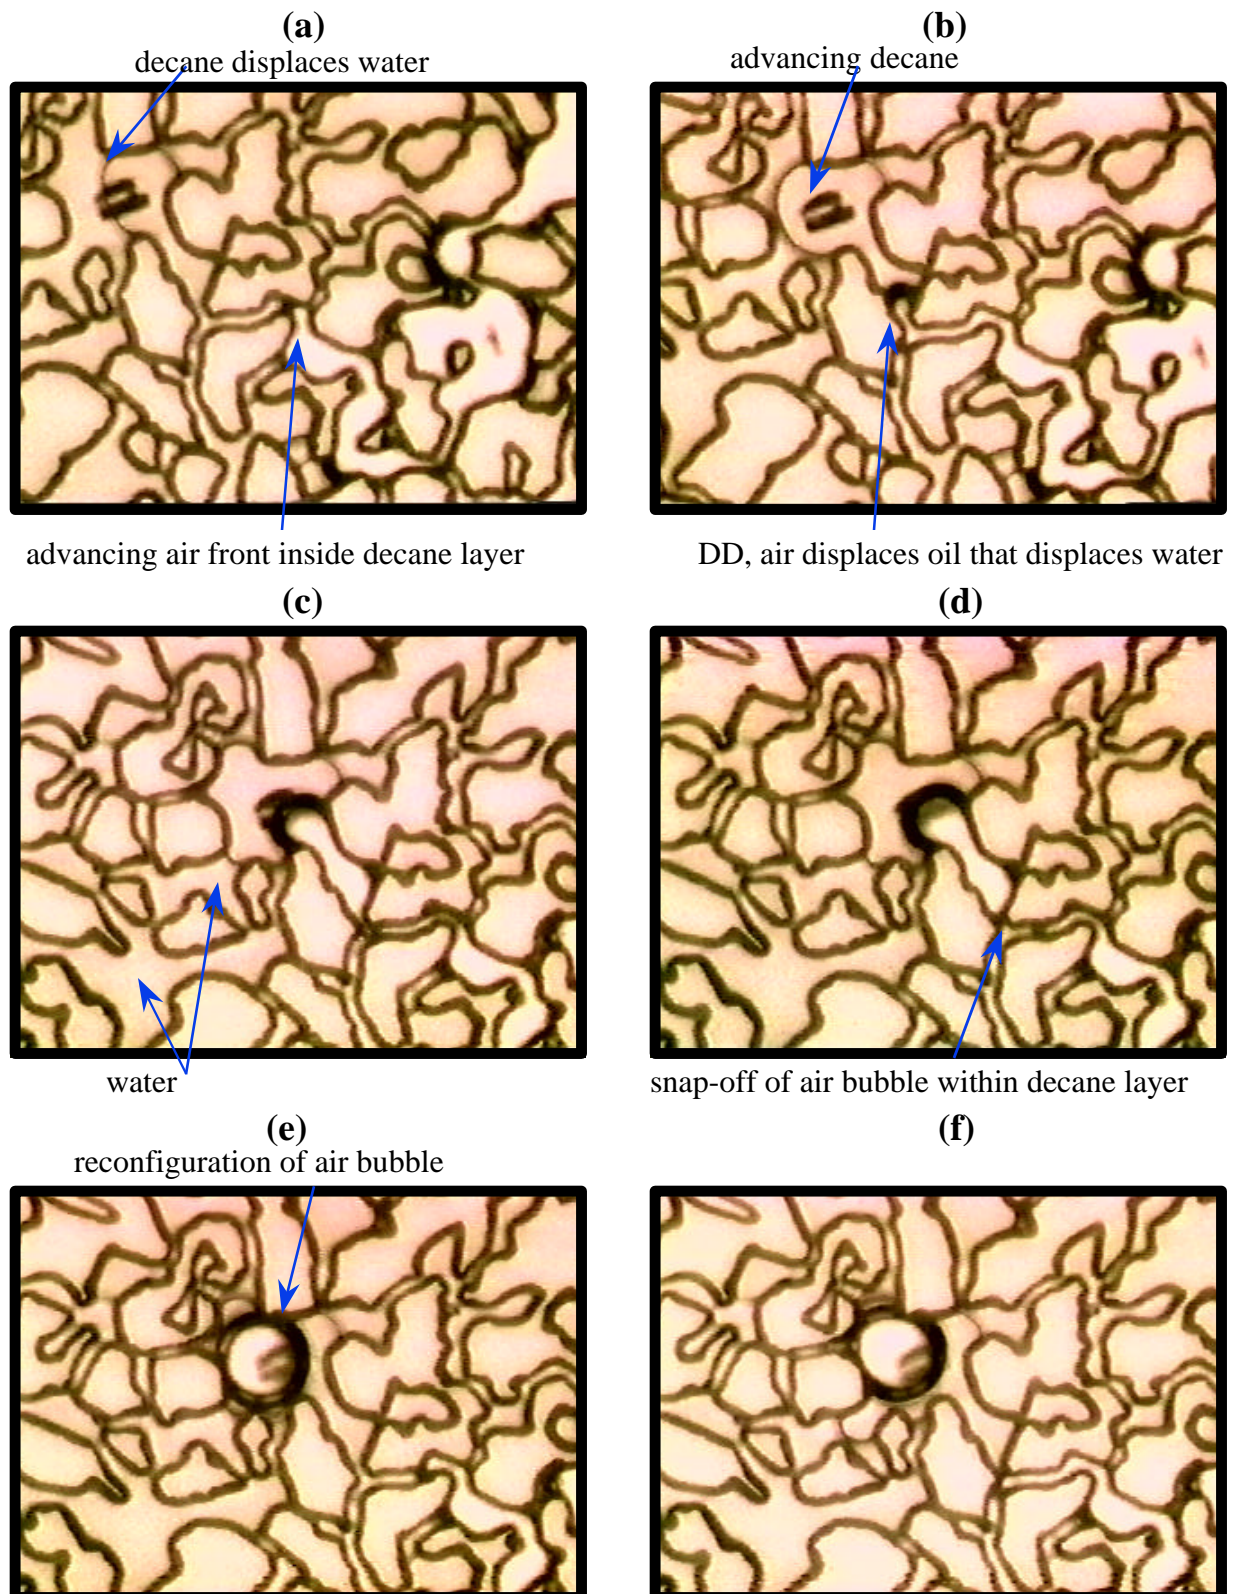 (a)
decane displaces water
(b)
advancing decane
advancing air front inside decane layer
DD, air displaces oil that displaces water
(c)
(d)
water
snap-off of air bubble within decane layer
(e)
reconfiguration of air bubble
(f)